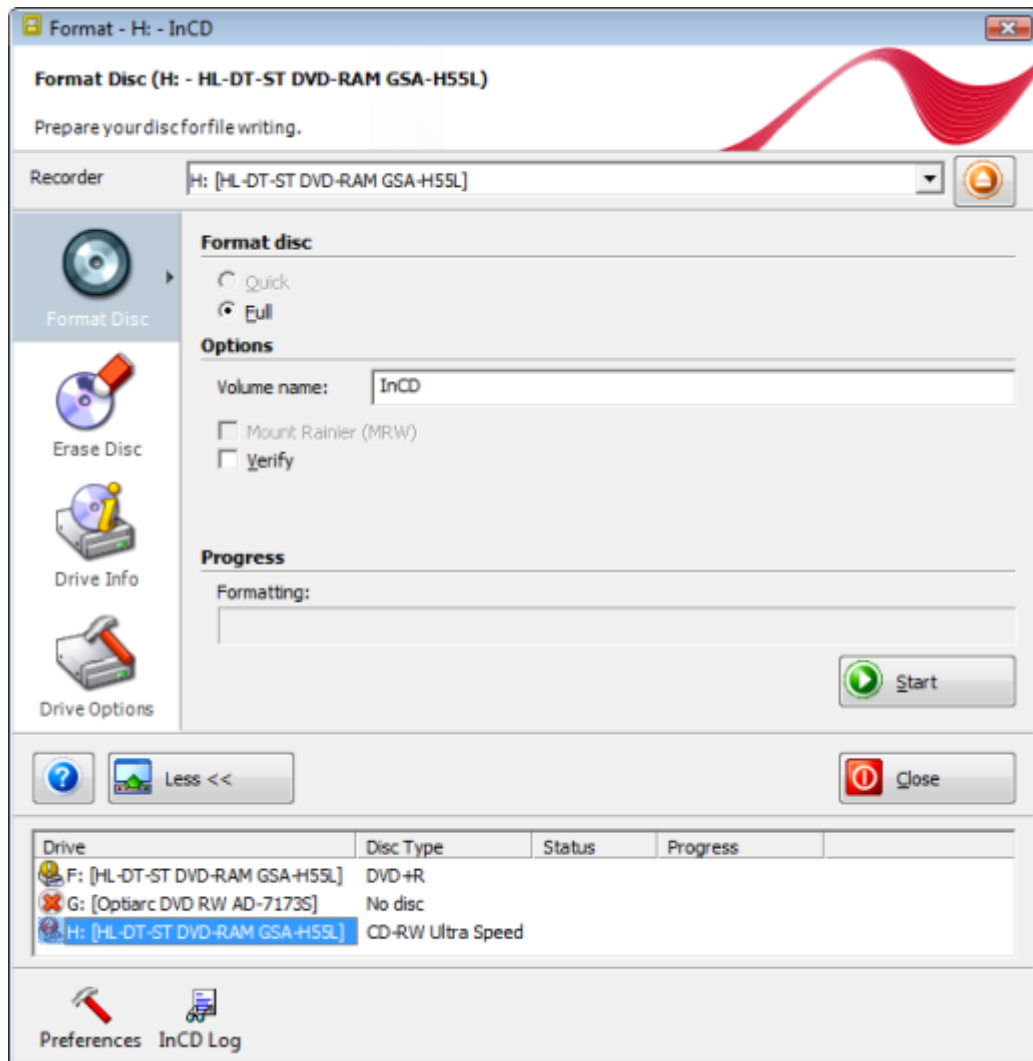 Format - H: - InCD
Format Disc (H: - HL-DT-ST DVD-RAM GSA-H55L)
Prepare your disc for file writing.
Recorder
H: [HL-DT-ST DVD-RAM GSA-H55L]
Format Disc
Erase Disc
Drive Info
Drive Options
Format disc
Quick
Full
Options
Volume name: InCD
Mount Rainier (MRW)
Verify
Progress
Formatting:
Start
Less <<
Close
Drive Disc Type Status Progress
F: [HL-DT-ST DVD-RAM GSA-H55L] DVD+R
G: [Optiarc DVD RW AD-7173S] No disc
H: [HL-DT-ST DVD-RAM GSA-H55L] CD-RW Ultra Speed
Preferences InCD Log